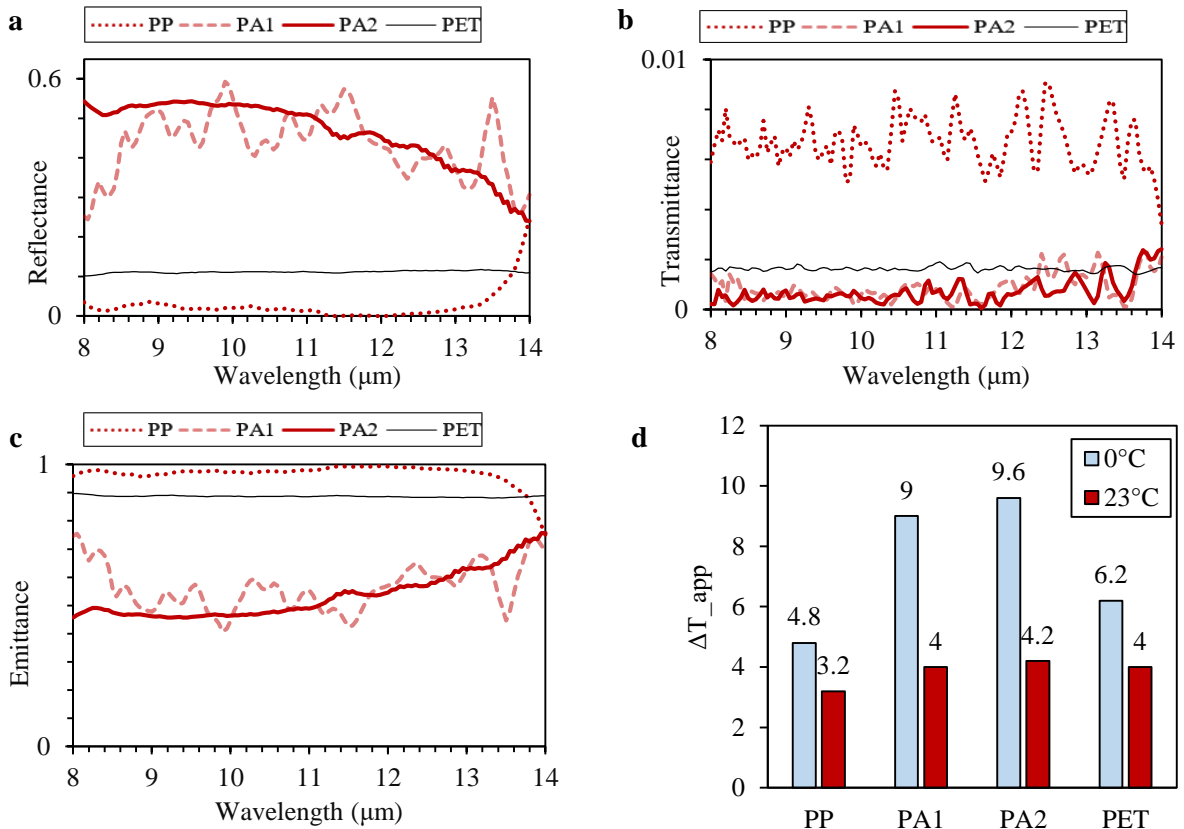 a
PP PA1 PA2 PET
0.6
Reflectance
0
8 9 10 11 12 13 14
Wavelength (μm)
b
PP PA1 PA2 PET
0.01
Transmittance
0
8 9 10 11 12 13 14
Wavelength (μm)
c
PP PA1 PA2 PET
1
Emittance
0
8 9 10 11 12 13 14
Wavelength (μm)
d
12
10
8
6
4
2
0
ΔT_app
0°C
23°C
4.8
3.2
9
4
9.6
4.2
6.2
4
PP PA1 PA2 PET